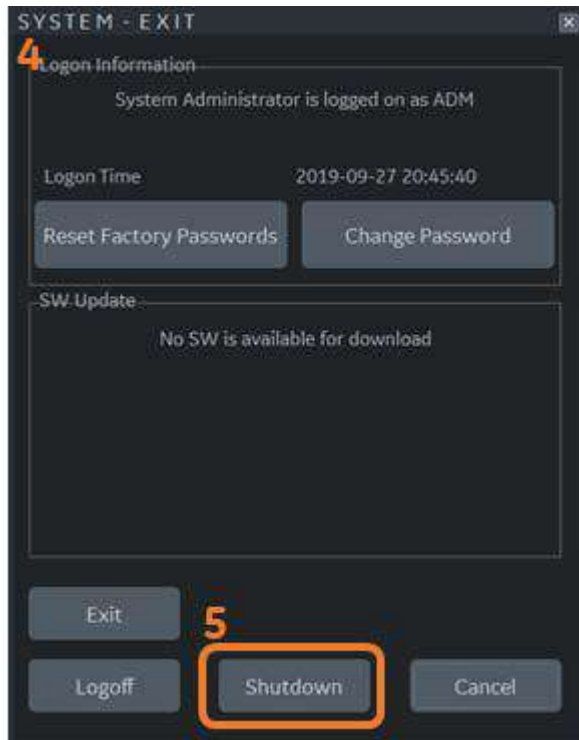 SYSTEM - EXIT
4
Logon Information
System Administrator is logged on as ADM
Logon Time 2019-09-27 20:45:40
Reset Factory Passwords Change Password
SW Update
No SW is available for download
Exit
5
Logoff Shutdown Cancel